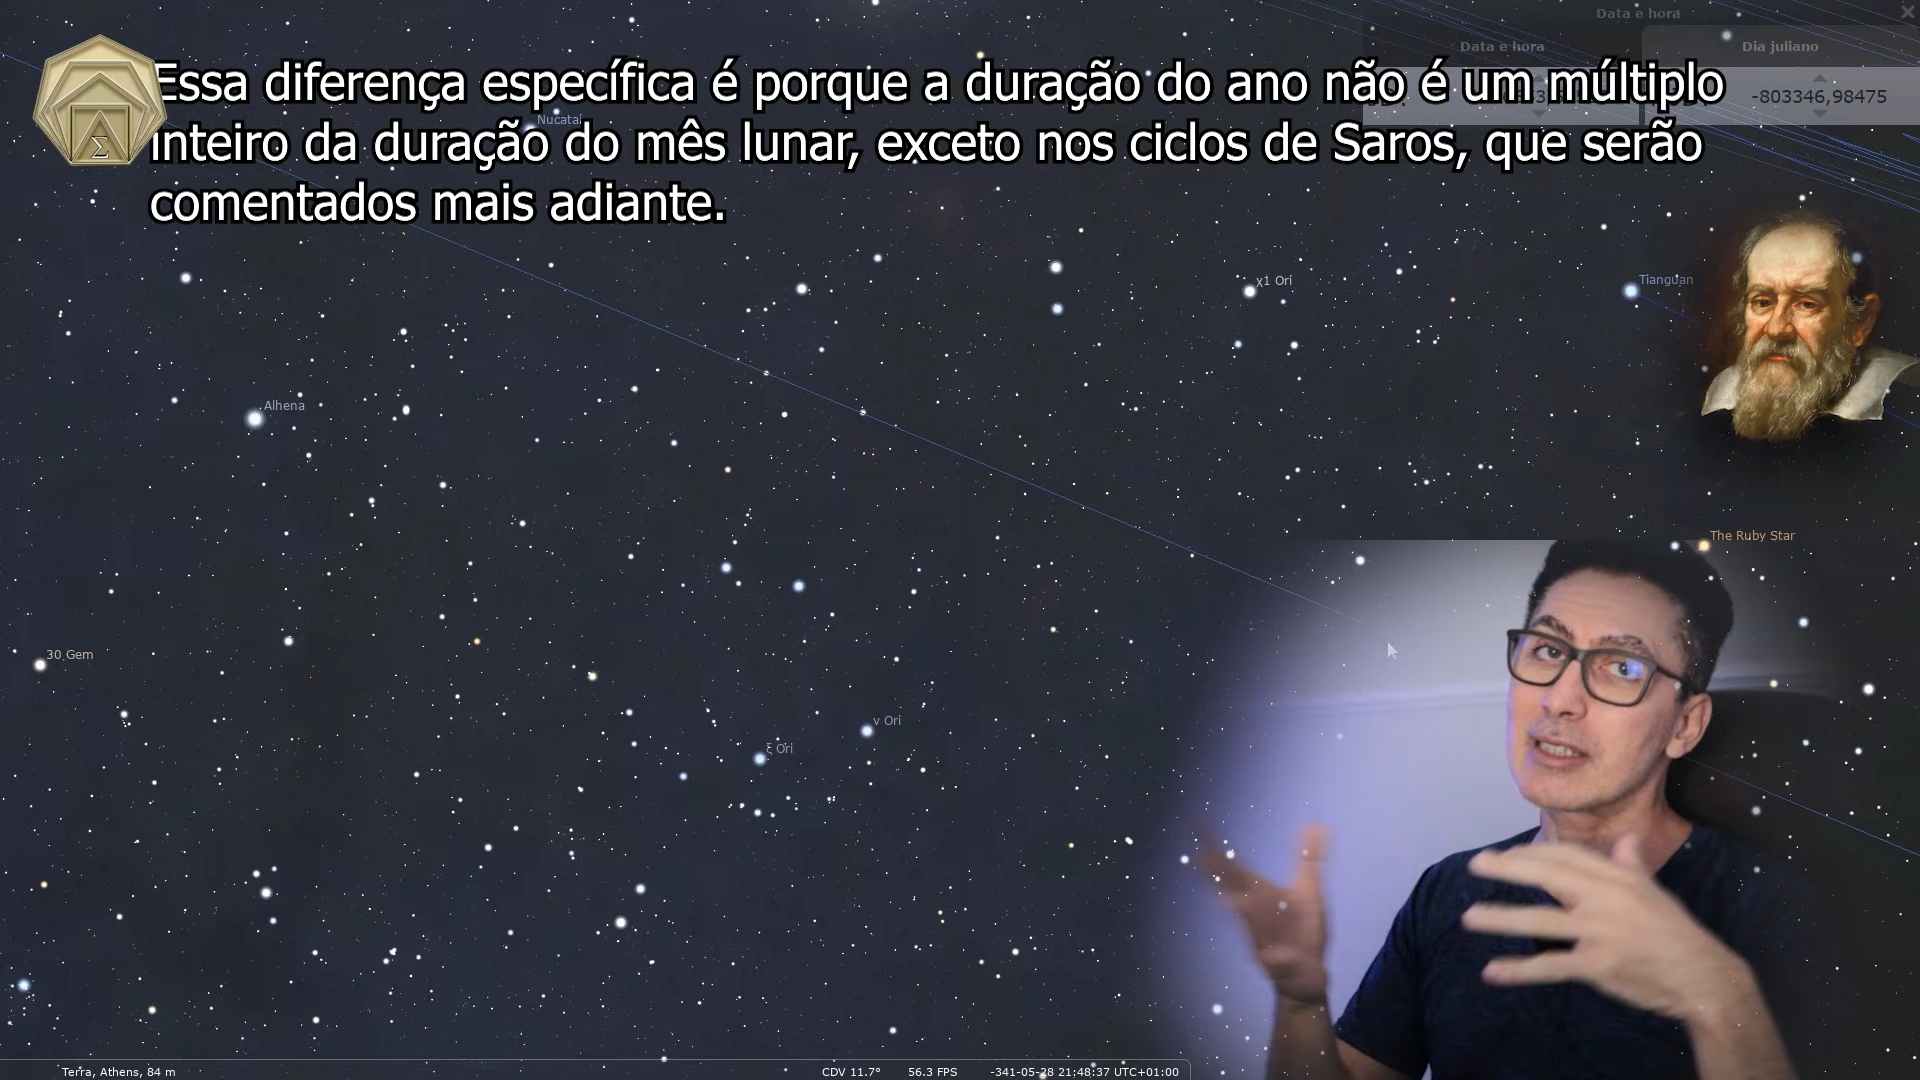 Data e hora
Data e hora
Dia juliano
-803346,98475
Essa diferença específica é porque a duração do ano não é um múltiplo
inteiro da duração do mês lunar, exceto nos ciclos de Saros, que serão
comentados mais adiante.
Σ
Nucatai
χ1 Ori
Tianguan
Alhena
The Ruby Star
30 Gem
ν Ori
ξ Ori
Terra, Athens, 84 m
CDV 11.7°
56.3 FPS
-341-05-28 21:48:37 UTC+01:00